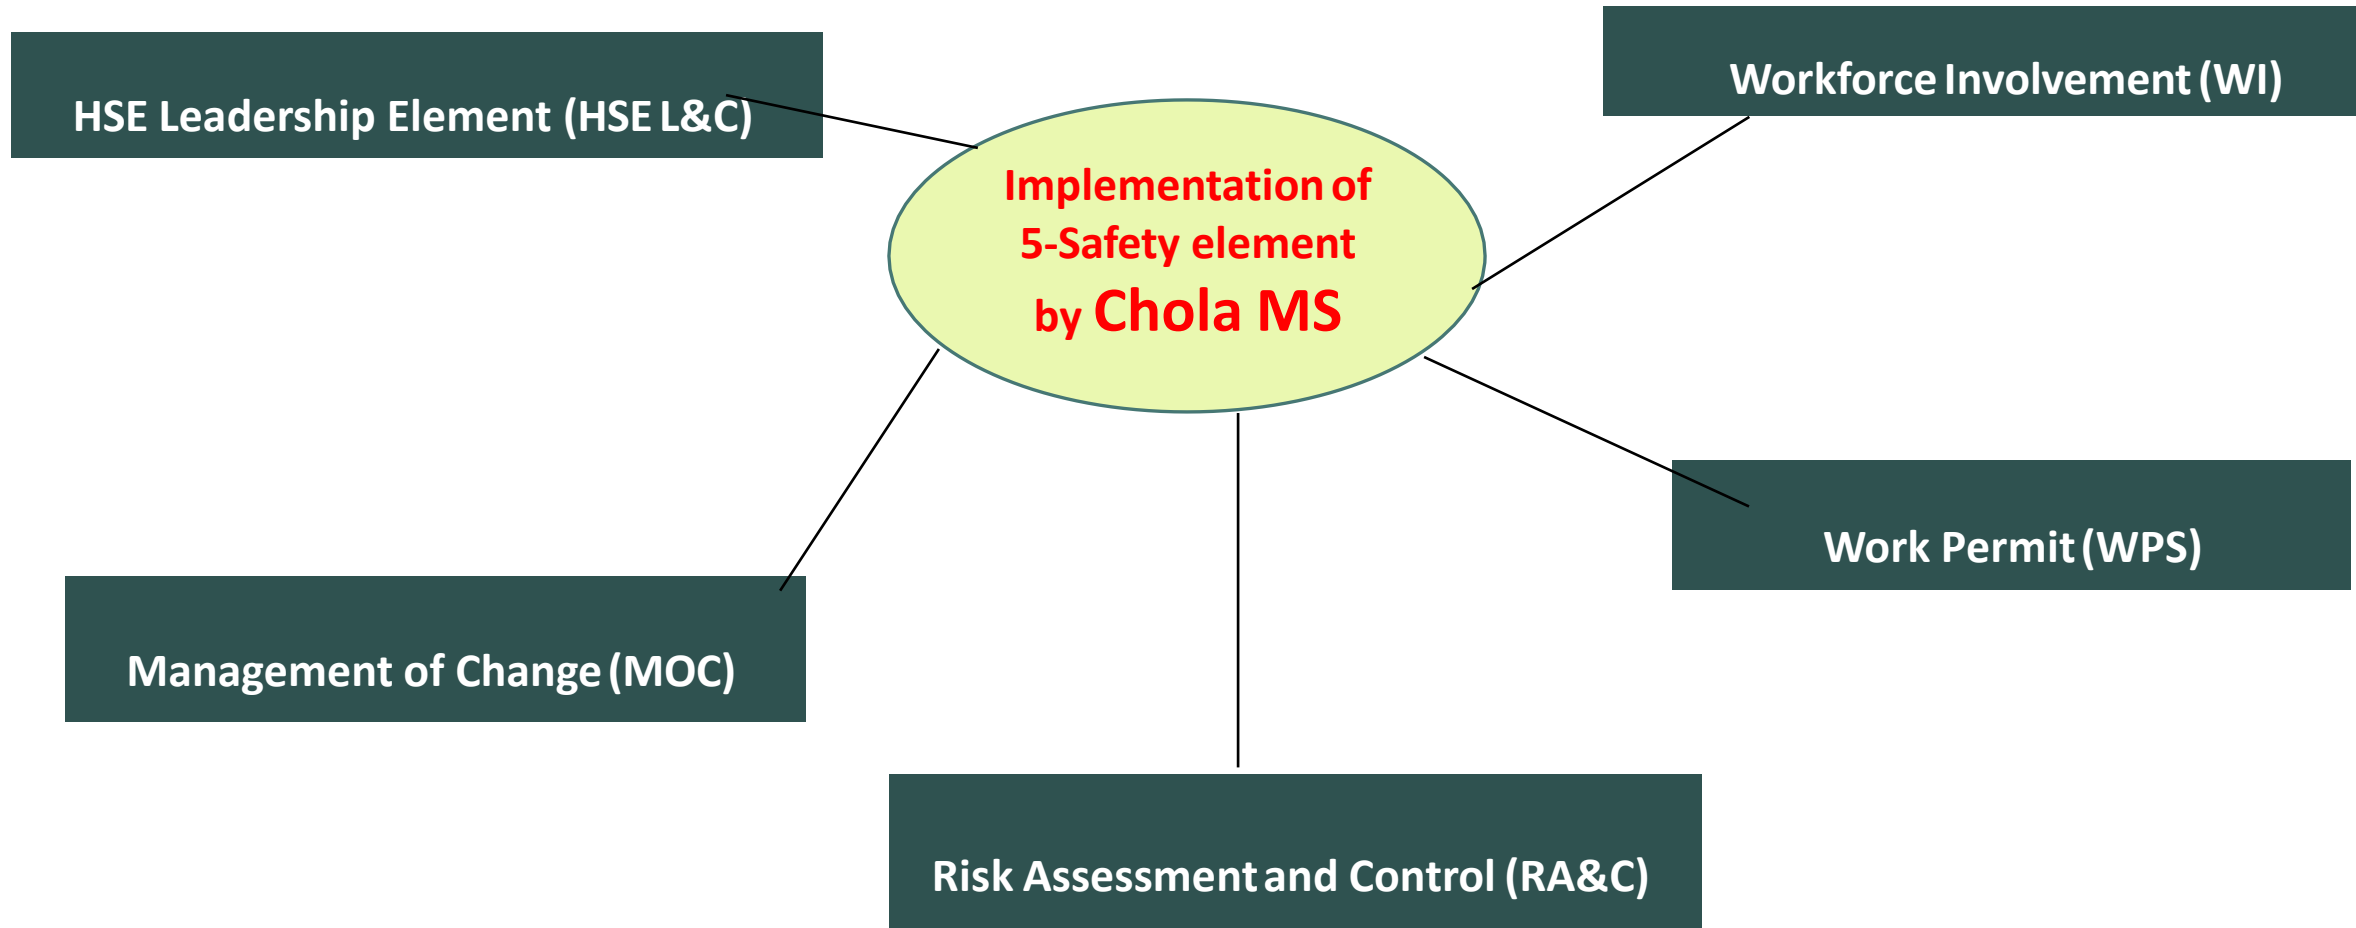 HSE Leadership Element (HSE L&C)
Workforce Involvement (WI)
Implementation of
5-Safety element
by Chola MS
Work Permit (WPS)
Management of Change (MOC)
Risk Assessment and Control (RA&C)